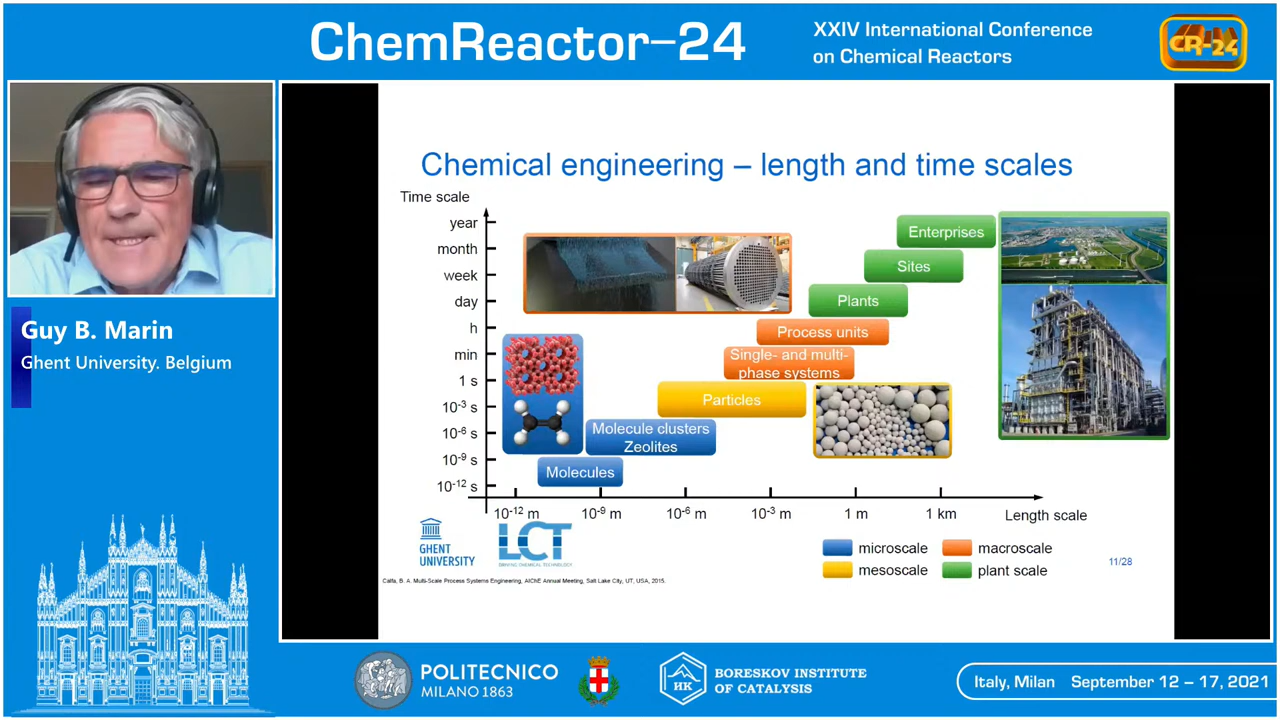 ChemReactor–24
XXIV International Conference
on Chemical Reactors
CR-24
Guy B. Marin
Ghent University. Belgium
Chemical engineering – length and time scales
Time scale
year
month
week
day
h
min
1 s
10-3 s
10-6 s
10-9 s
10-12 s
Enterprises
Sites
Plants
Process units
Single- and multi-
phase systems
Particles
Molecule clusters
Zeolites
Molecules
10-12 m
10-9 m
10-6 m
10-3 m
1 m
1 km
Length scale
GHENT
UNIVERSITY
LCT
microscale
macroscale
mesoscale
plant scale
11/28
Calfa, B. A. Multi-Scale Process Systems Engineering, AIChE Annual Meeting, Salt Lake City, UT, USA, 2015.
POLITECNICO
MILANO 1863
НК
BORESKOV INSTITUTE
OF CATALYSIS
Italy, Milan September 12 – 17, 2021